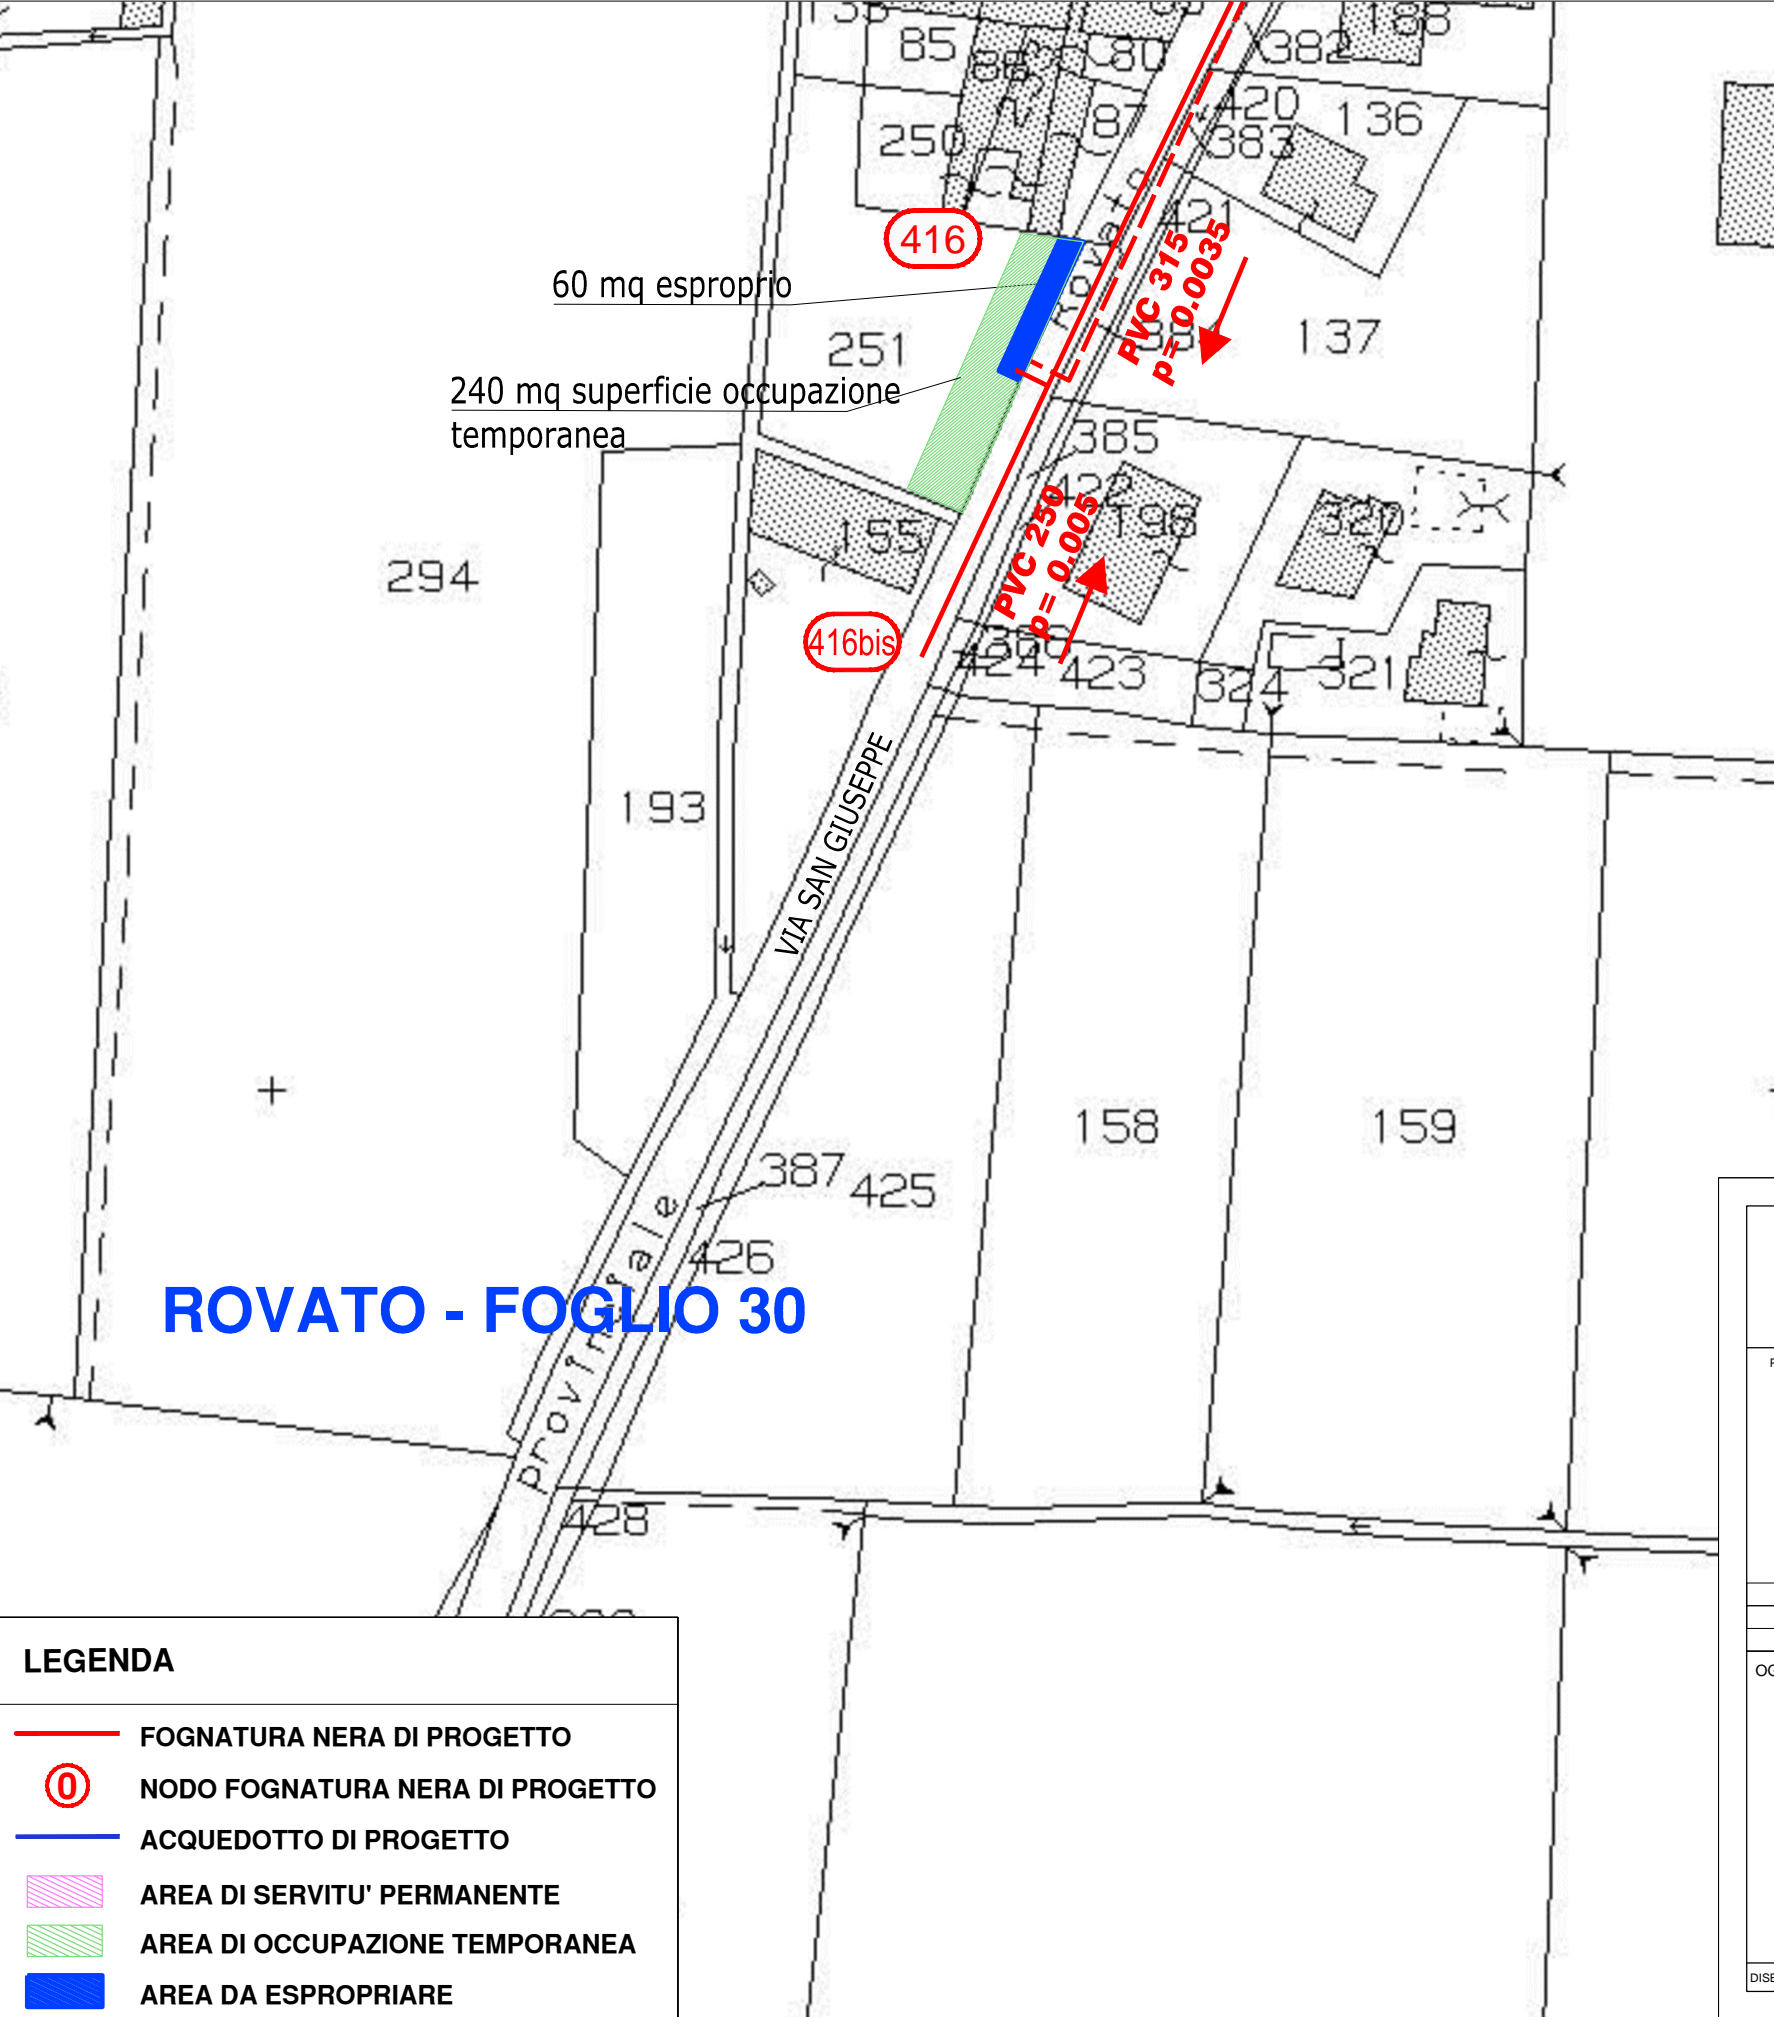 188
85
80
382
88
250
87
420
136
383
421
416
60 mq esproprio
Rovato
PVC 315
p= 0.0035
251
137
240 mq superficie occupazione
temporanea
385
422
155
196
320
294
PVC 250
p= 0.005
416bis
424
423
324
321
193
VIA SAN GIUSEPPE
158
159
387
425
426
Provinciale
ROVATO - FOGLIO 30
428
LEGENDA
FOGNATURA NERA DI PROGETTO
0
NODO FOGNATURA NERA DI PROGETTO
ACQUEDOTTO DI PROGETTO
AREA DI SERVITU' PERMANENTE
AREA DI OCCUPAZIONE TEMPORANEA
AREA DA ESPROPRIARE